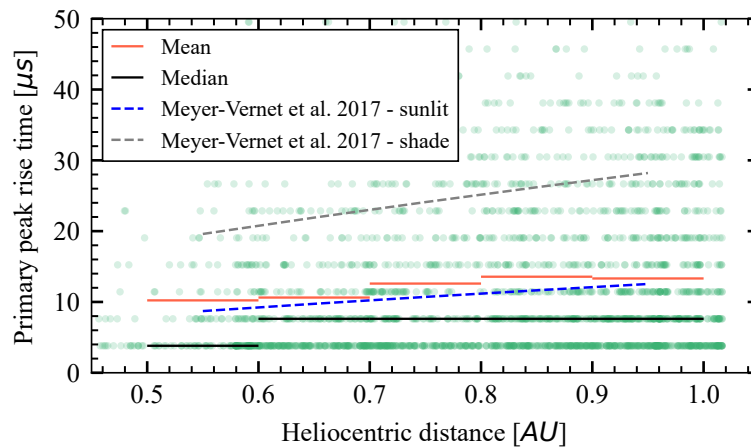 Primary peak rise time [μs]
50
40
30
20
10
0
Mean
Median
Meyer-Vernet et al. 2017 - sunlit
Meyer-Vernet et al. 2017 - shade
0.5 0.6 0.7 0.8 0.9 1.0
Heliocentric distance [AU]